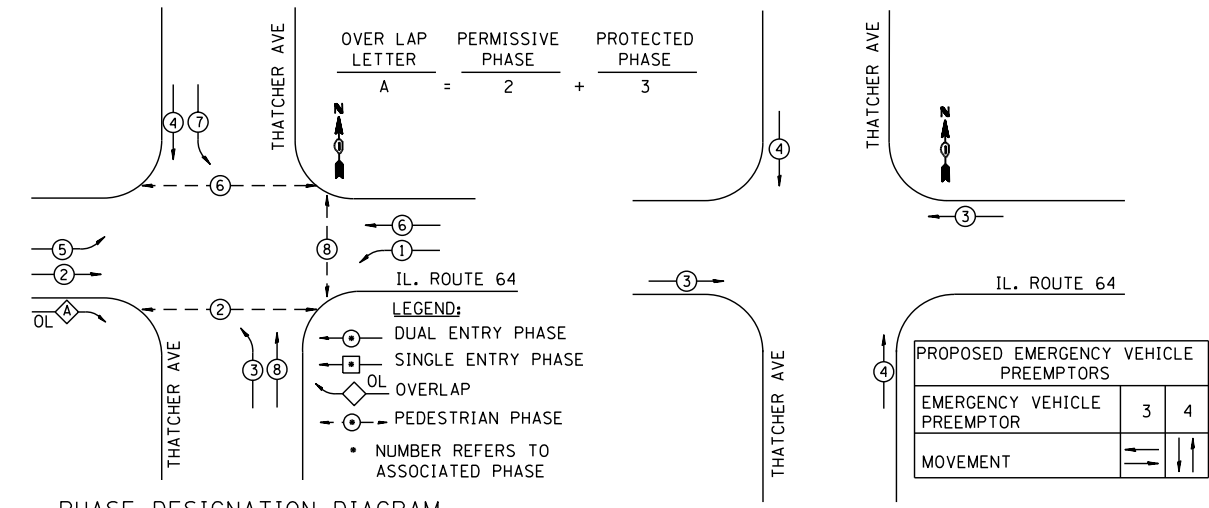 THATCHER AVE
OVER LAP LETTER
PERMISSIVE PHASE
PROTECTED PHASE
A = 2 + 3
N
4 7
6
6
8
1
5
2
IL. ROUTE 64
A
OL
2
3 8
THATCHER AVE
LEGEND:
* DUAL ENTRY PHASE
* SINGLE ENTRY PHASE
OL OVERLAP
* PEDESTRIAN PHASE
* NUMBER REFERS TO
ASSOCIATED PHASE
PHASE DESIGNATION DIAGRAM
THATCHER AVE
N
4
3
3
IL. ROUTE 64
4
THATCHER AVE
PROPOSED EMERGENCY VEHICLE
PREEMPTORS
EMERGENCY VEHICLE
PREEMPTOR
3 4
MOVEMENT